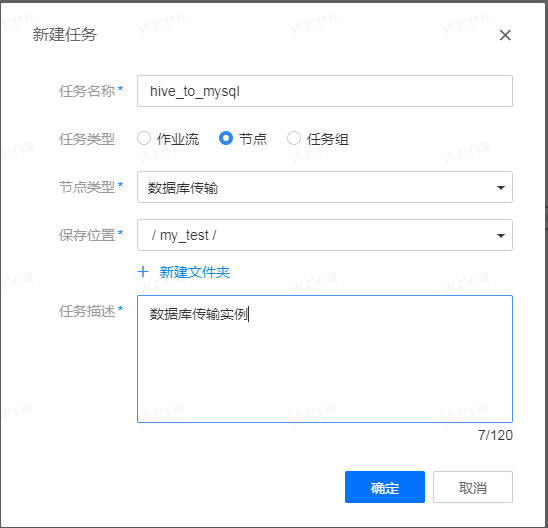 新建任务
任务名称* hive_to_mysql
任务类型 作业流 节点 任务组
节点类型* 数据库传输
保存位置* / my_test /
+ 新建文件夹
任务描述* 数据库传输实例
7/120
确定 取消
yunna